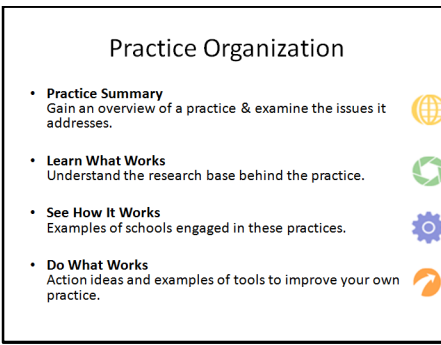 Practice Organization
• Practice Summary
Gain an overview of a practice & examine the issues it
addresses.
• Learn What Works
Understand the research base behind the practice.
• See How It Works
Examples of schools engaged in these practices.
• Do What Works
Action ideas and examples of tools to improve your own
practice.